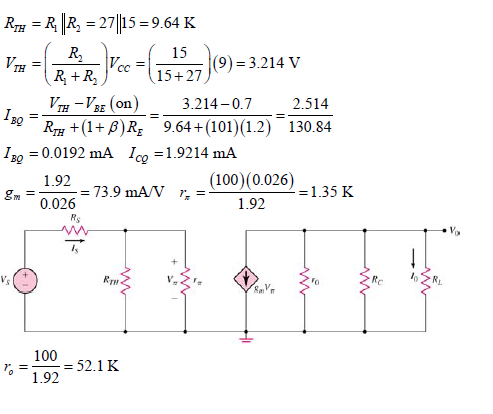 R_TH = R_1 ‖ R_2 = 27‖15 = 9.64 K
V_TH = (R_2 / (R_1 + R_2)) V_CC = (15 / (15+27)) (9) = 3.214 V
I_BQ = (V_TH − V_BE (on)) / (R_TH + (1+β) R_E) = (3.214 − 0.7) / (9.64 + (101)(1.2)) = 2.514 / 130.84
I_BQ = 0.0192 mA I_CQ = 1.9214 mA
g_m = 1.92 / 0.026 = 73.9 mA/V r_π = (100)(0.026) / 1.92 = 1.35 K
R_S
I_S
V_o
V_S
+
−
R_TH
+
V_π
−
r_π
g_m V_π
r_o
R_C
I_o
R_L
r_o = 100 / 1.92 = 52.1 K